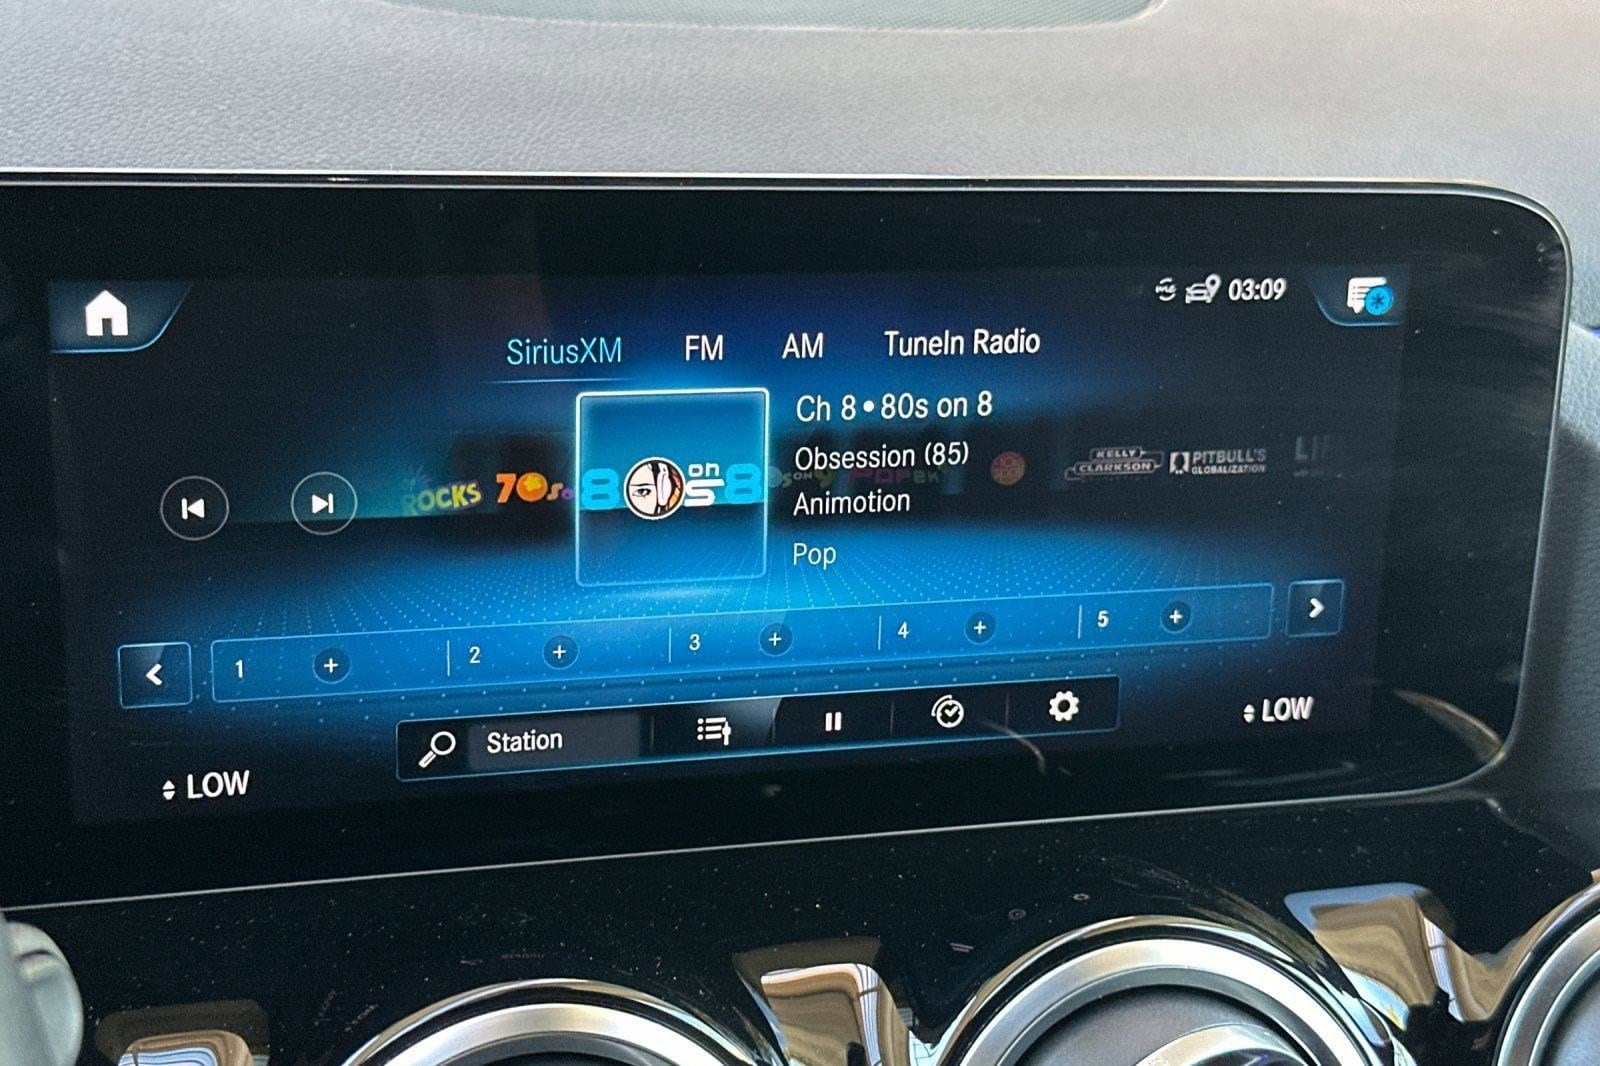 03:09
SiriusXM FM AM TuneIn Radio
Ch 8 • 80s on 8
Obsession (85)
Animotion
Pop
ROCKS
70s
80s on 8
KELLY CLARKSON
PITBULL'S GLOBALIZATION
1 + 2 + 3 + 4 + 5 +
Station
LOW
LOW